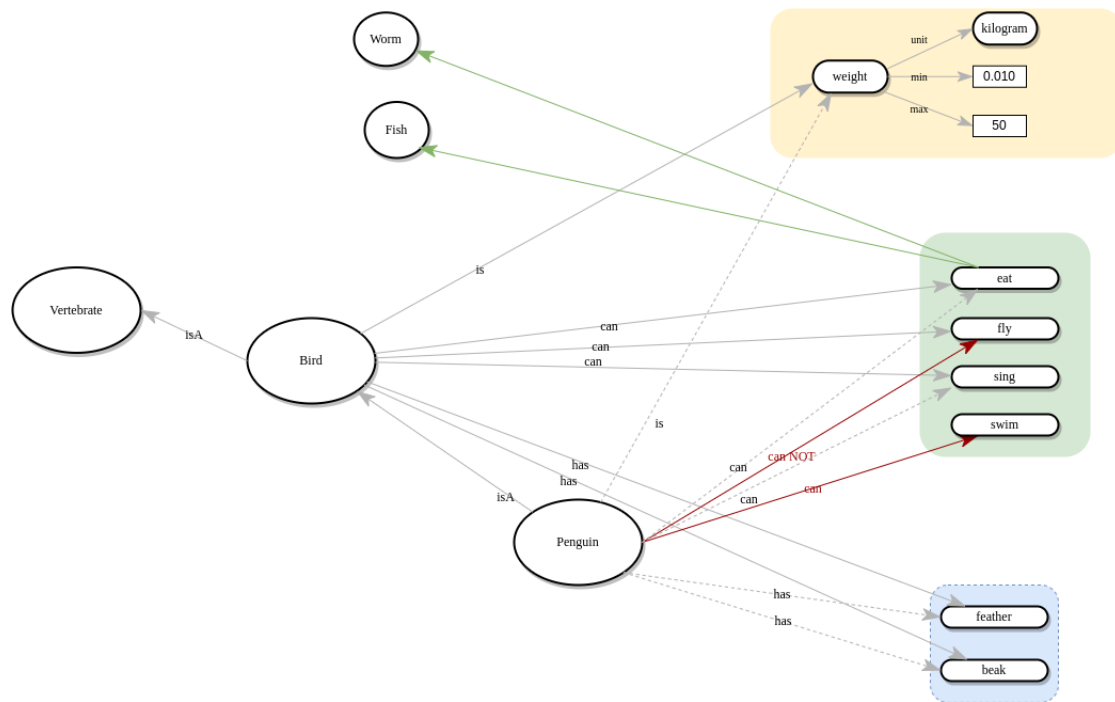 Worm
kilogram
unit
weight
min
0.010
max
50
Fish
is
eat
Vertebrate
isA
can
fly
can
Bird
can
sing
swim
is
can NOT
can
has
has
can
can
isA
Penguin
has
feather
has
beak